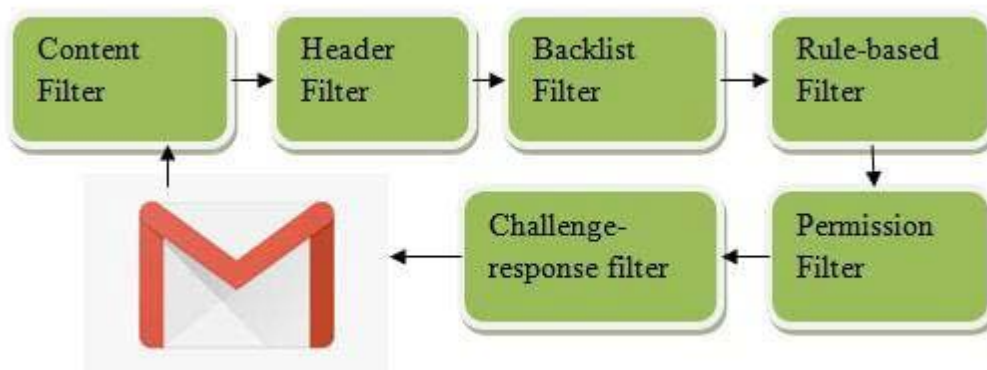 Content
Filter
Header
Filter
Backlist
Filter
Rule-based
Filter
Permission
Filter
Challenge-
response filter